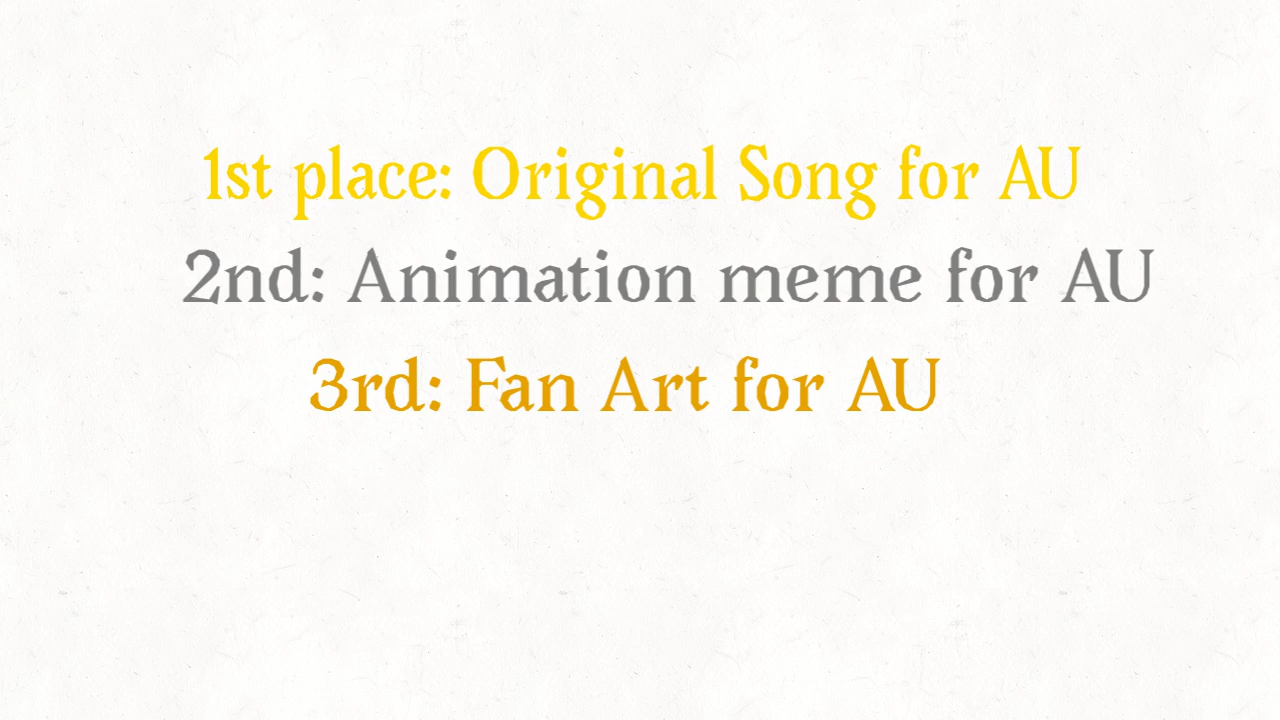 1st place: Original Song for AU
2nd: Animation meme for AU
3rd: Fan Art for AU